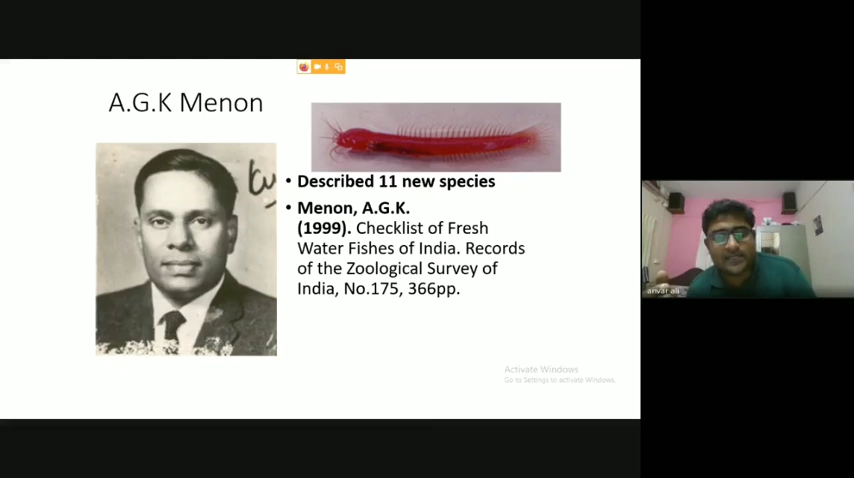 A.G.K Menon
• Described 11 new species
• Menon, A.G.K.
(1999). Checklist of Fresh
Water Fishes of India. Records
of the Zoological Survey of
India, No.175, 366pp.
Activate Windows
Go to Settings to activate Windows.
anvar ali